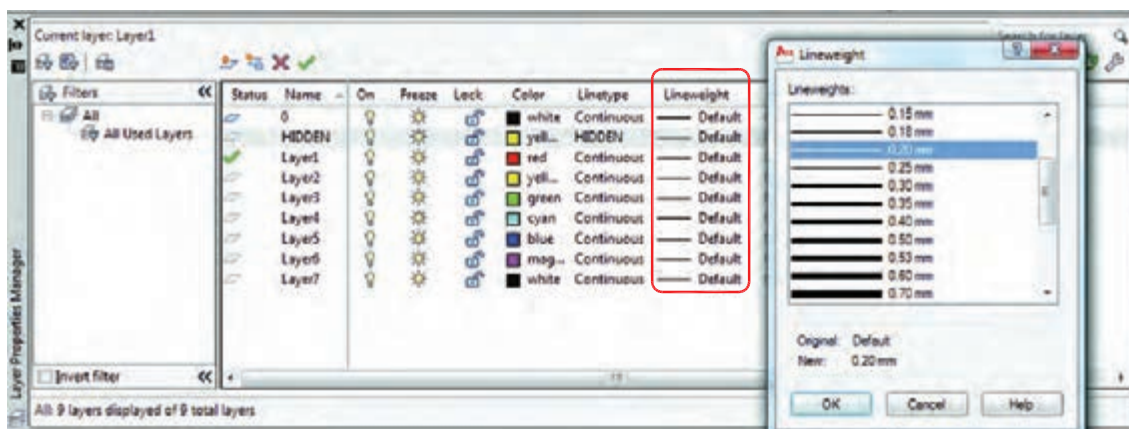 Current layer: Layer1
Search for layer
Filters
All
All Used Layers
Invert filter
Status Name On Freeze Lock Color Linetype Lineweight
0 white Continuous Default
HIDDEN yell... HIDDEN Default
Layer1 red Continuous Default
Layer2 yell... Continuous Default
Layer3 green Continuous Default
Layer4 cyan Continuous Default
Layer5 blue Continuous Default
Layer6 mag... Continuous Default
Layer7 white Continuous Default
All: 9 layers displayed of 9 total layers
Layer Properties Manager
Lineweight
Lineweights:
0.15 mm
0.18 mm
0.20 mm
0.25 mm
0.30 mm
0.35 mm
0.40 mm
0.50 mm
0.53 mm
0.60 mm
0.70 mm
Original: Default
New: 0.20 mm
OK Cancel Help